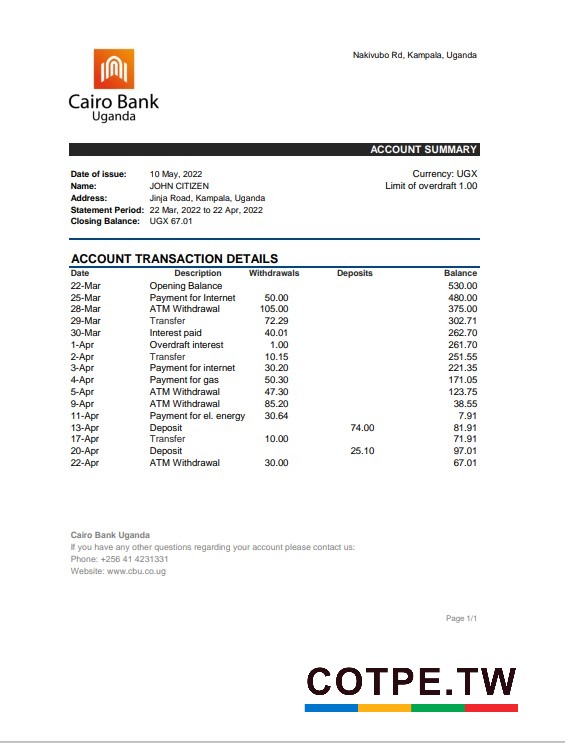 Nakivubo Rd, Kampala, Uganda
Cairo Bank
Uganda
ACCOUNT SUMMARY
Date of issue: 10 May, 2022 Currency: UGX
Name: JOHN CITIZEN Limit of overdraft 1.00
Address: Jinja Road, Kampala, Uganda
Statement Period: 22 Mar, 2022 to 22 Apr, 2022
Closing Balance: UGX 67.01
ACCOUNT TRANSACTION DETAILS
Date Description Withdrawals Deposits Balance
22-Mar Opening Balance 530.00
25-Mar Payment for Internet 50.00 480.00
28-Mar ATM Withdrawal 105.00 375.00
29-Mar Transfer 72.29 302.71
30-Mar Interest paid 40.01 262.70
1-Apr Overdraft interest 1.00 261.70
2-Apr Transfer 10.15 251.55
3-Apr Payment for internet 30.20 221.35
4-Apr Payment for gas 50.30 171.05
5-Apr ATM Withdrawal 47.30 123.75
9-Apr ATM Withdrawal 85.20 38.55
11-Apr Payment for el. energy 30.64 7.91
13-Apr Deposit 74.00 81.91
17-Apr Transfer 10.00 71.91
20-Apr Deposit 25.10 97.01
22-Apr ATM Withdrawal 30.00 67.01
Cairo Bank Uganda
If you have any other questions regarding your account please contact us:
Phone: +256 41 4231331
Website: www.cbu.co.ug
Page 1/1
COTPE.TW